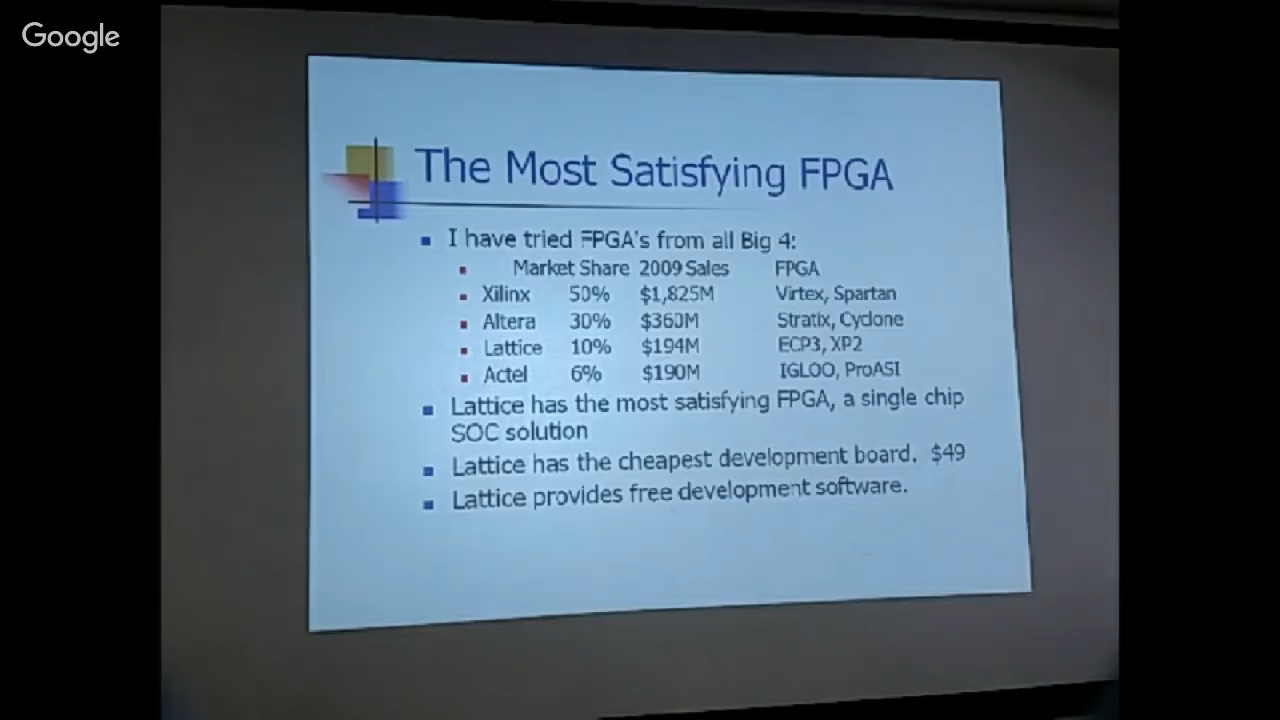 Google
The Most Satisfying FPGA
I have tried FPGA's from all Big 4:
Market Share 2009 Sales FPGA
Xilinx 50% $1,825M Virtex, Spartan
Altera 30% $360M Stratix, Cyclone
Lattice 10% $194M ECP3, XP2
Actel 6% $190M IGLOO, ProASI
Lattice has the most satisfying FPGA, a single chip
SOC solution
Lattice has the cheapest development board. $49
Lattice provides free development software.